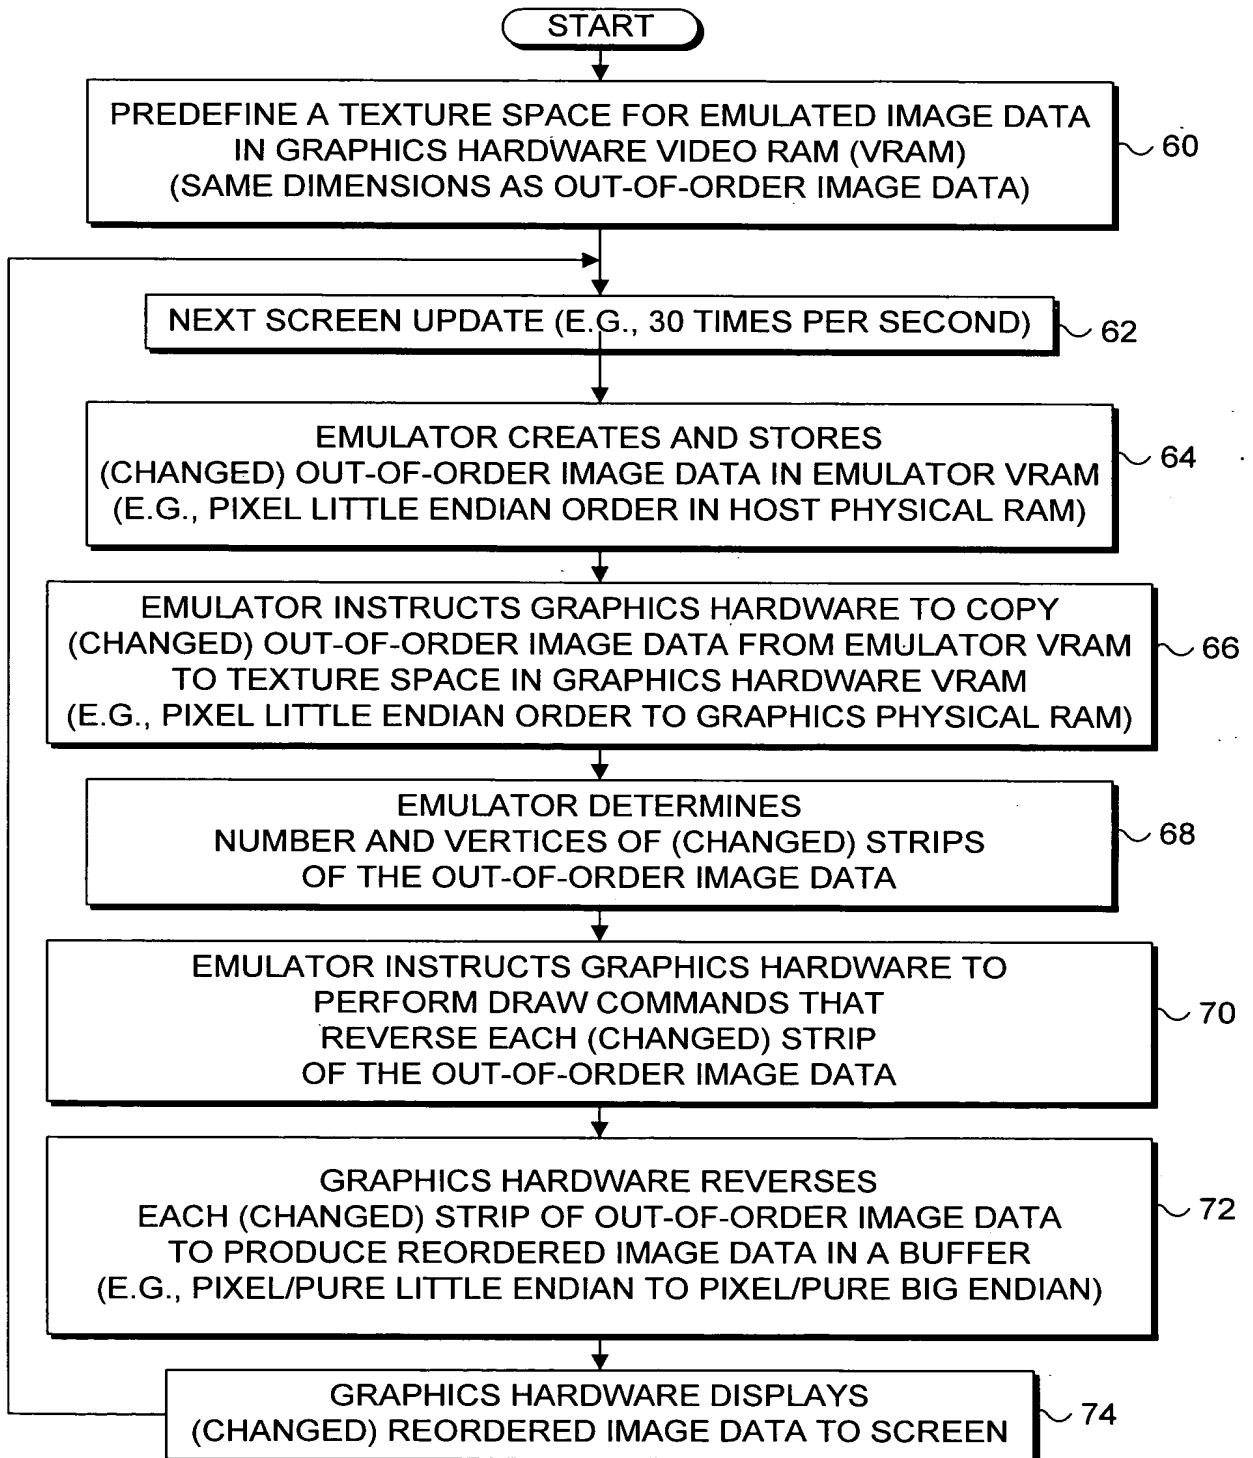 START
PREDEFINE A TEXTURE SPACE FOR EMULATED IMAGE DATA
IN GRAPHICS HARDWARE VIDEO RAM (VRAM)
(SAME DIMENSIONS AS OUT-OF-ORDER IMAGE DATA)
60
NEXT SCREEN UPDATE (E.G., 30 TIMES PER SECOND)
62
EMULATOR CREATES AND STORES
(CHANGED) OUT-OF-ORDER IMAGE DATA IN EMULATOR VRAM
(E.G., PIXEL LITTLE ENDIAN ORDER IN HOST PHYSICAL RAM)
64
EMULATOR INSTRUCTS GRAPHICS HARDWARE TO COPY
(CHANGED) OUT-OF-ORDER IMAGE DATA FROM EMULATOR VRAM
TO TEXTURE SPACE IN GRAPHICS HARDWARE VRAM
(E.G., PIXEL LITTLE ENDIAN ORDER TO GRAPHICS PHYSICAL RAM)
66
EMULATOR DETERMINES
NUMBER AND VERTICES OF (CHANGED) STRIPS
OF THE OUT-OF-ORDER IMAGE DATA
68
EMULATOR INSTRUCTS GRAPHICS HARDWARE TO
PERFORM DRAW COMMANDS THAT
REVERSE EACH (CHANGED) STRIP
OF THE OUT-OF-ORDER IMAGE DATA
70
GRAPHICS HARDWARE REVERSES
EACH (CHANGED) STRIP OF OUT-OF-ORDER IMAGE DATA
TO PRODUCE REORDERED IMAGE DATA IN A BUFFER
(E.G., PIXEL/PURE LITTLE ENDIAN TO PIXEL/PURE BIG ENDIAN)
72
GRAPHICS HARDWARE DISPLAYS
(CHANGED) REORDERED IMAGE DATA TO SCREEN
74